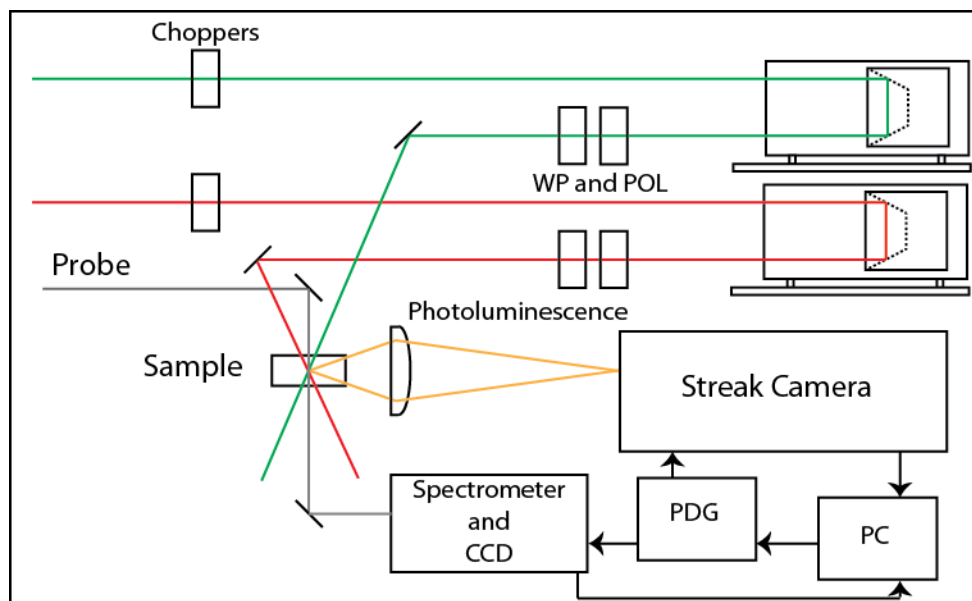 Choppers
WP and POL
Probe
Photoluminescence
Sample
Streak Camera
Spectrometer
and
CCD
PDG
PC